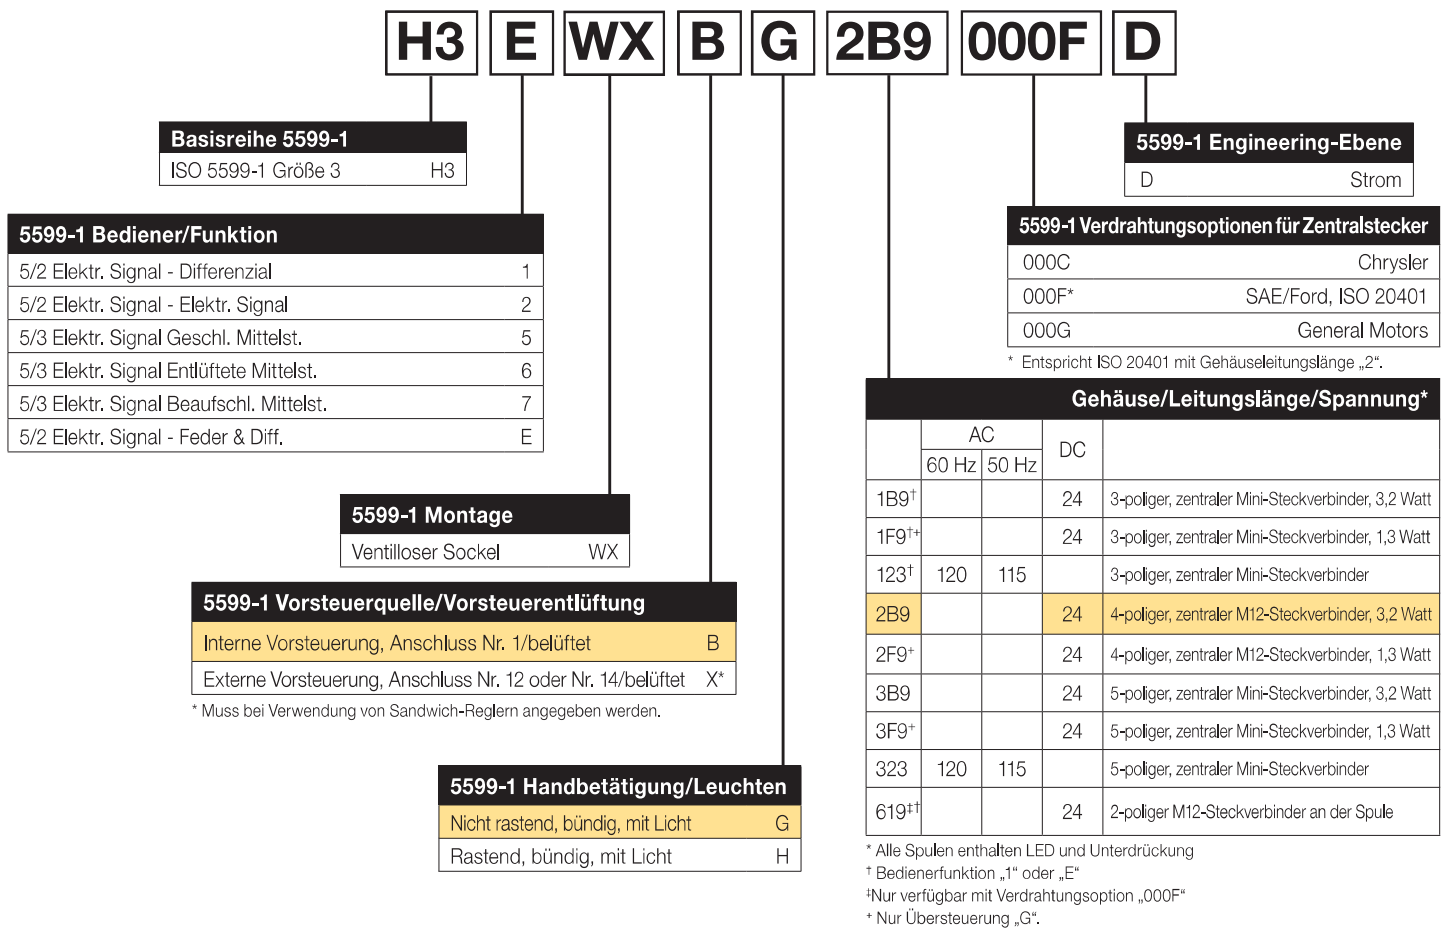 H3 E WX B G 2B9 000F D
Basisreihe 5599-1
ISO 5599-1 Größe 3 H3
5599-1 Engineering-Ebene
D Strom
5599-1 Bediener/Funktion
5/2 Elektr. Signal - Differenzial 1
5/2 Elektr. Signal - Elektr. Signal 2
5/3 Elektr. Signal Geschl. Mittelst. 5
5/3 Elektr. Signal Entlüftete Mittelst. 6
5/3 Elektr. Signal Beaufschl. Mittelst. 7
5/2 Elektr. Signal - Feder & Diff. E
5599-1 Verdrahtungsoptionen für Zentralstecker
000C Chrysler
000F* SAE/Ford, ISO 20401
000G General Motors
* Entspricht ISO 20401 mit Gehäuseleitungslänge „2“.
5599-1 Montage
Ventilloser Sockel WX
5599-1 Vorsteuerquelle/Vorsteuerentlüftung
Interne Vorsteuerung, Anschluss Nr. 1/belüftet B
Externe Vorsteuerung, Anschluss Nr. 12 oder Nr. 14/belüftet X*
* Muss bei Verwendung von Sandwich-Reglern angegeben werden.
5599-1 Handbetätigung/Leuchten
Nicht rastend, bündig, mit Licht G
Rastend, bündig, mit Licht H
Gehäuse/Leitungslänge/Spannung*
AC DC
60 Hz 50 Hz
1B9† 24 3-poliger, zentraler Mini-Steckverbinder, 3,2 Watt
1F9†+ 24 3-poliger, zentraler Mini-Steckverbinder, 1,3 Watt
123† 120 115 3-poliger, zentraler Mini-Steckverbinder
2B9 24 4-poliger, zentraler M12-Steckverbinder, 3,2 Watt
2F9+ 24 4-poliger, zentraler M12-Steckverbinder, 1,3 Watt
3B9 24 5-poliger, zentraler Mini-Steckverbinder, 3,2 Watt
3F9+ 24 5-poliger, zentraler Mini-Steckverbinder, 1,3 Watt
323 120 115 5-poliger, zentraler Mini-Steckverbinder
619‡† 24 2-poliger M12-Steckverbinder an der Spule
* Alle Spulen enthalten LED und Unterdrückung
† Bedienerfunktion „1“ oder „E“
‡Nur verfügbar mit Verdrahtungsoption „000F“
+ Nur Übersteuerung „G“.